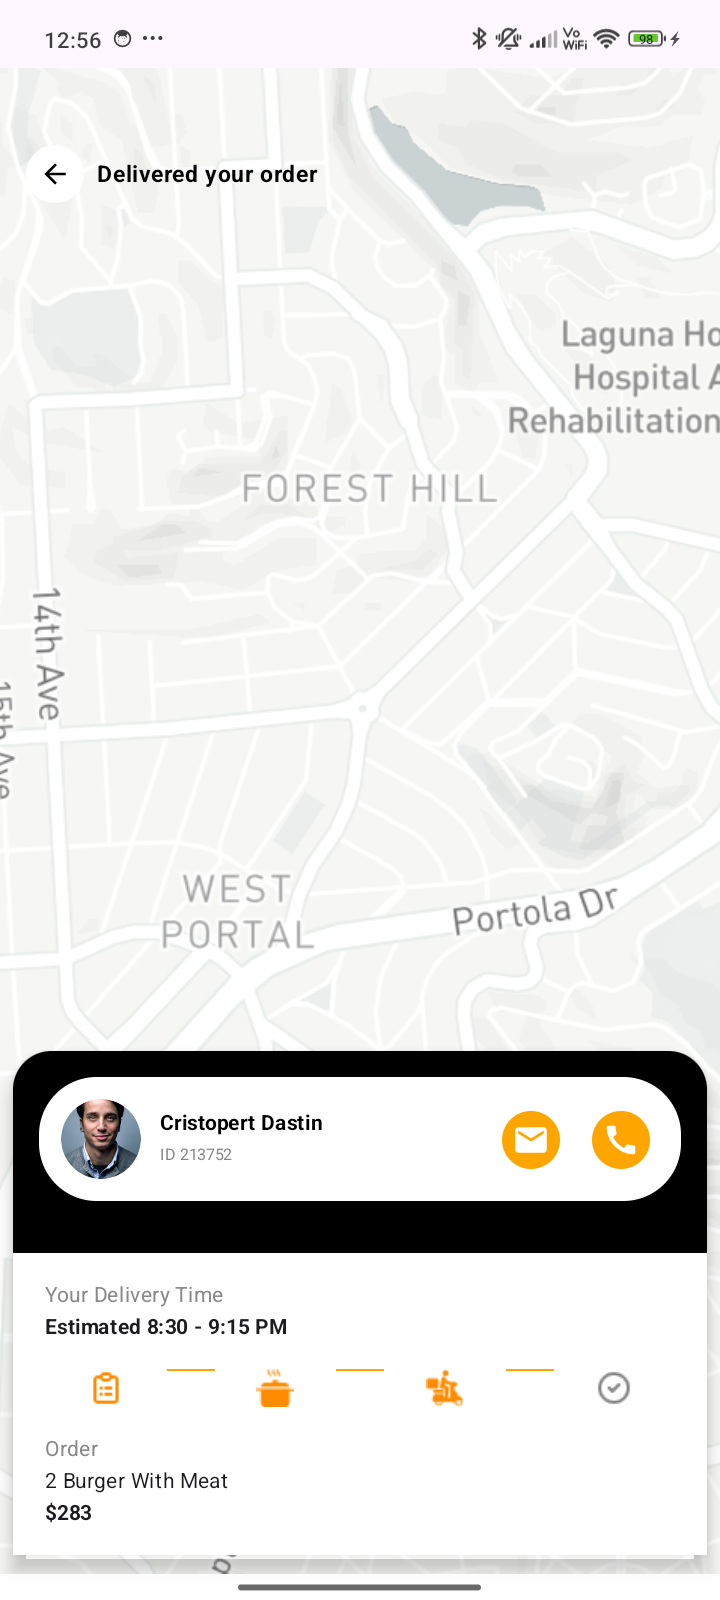 12:56
Vo
WiFi
98
Delivered your order
Laguna Ho
Hospital A
Rehabilitation
FOREST HILL
14th Ave
15th Ave
WEST
PORTAL
Portola Dr
Cristopert Dastin
ID 213752
Your Delivery Time
Estimated 8:30 - 9:15 PM
Order
2 Burger With Meat
$283